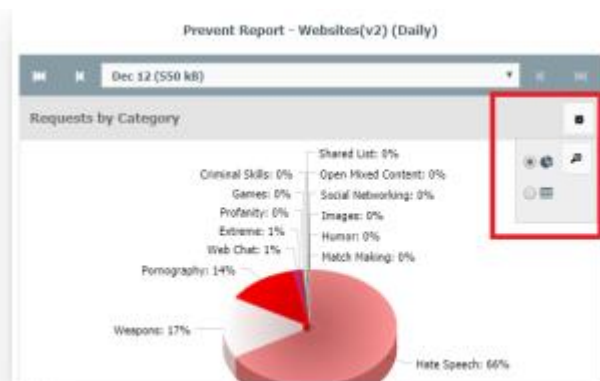 Prevent Report - Websites(v2) (Daily)
Dec 12 (550 kB)
Requests by Category
Shared List: 0%
Criminal Skills: 0%
Open Mixed Content: 0%
Games: 0%
Social Networking: 0%
Profanity: 0%
Images: 0%
Extreme: 1%
Humor: 0%
Web Chat: 1%
Match Making: 0%
Pornography: 14%
Weapons: 17%
Hate Speech: 66%